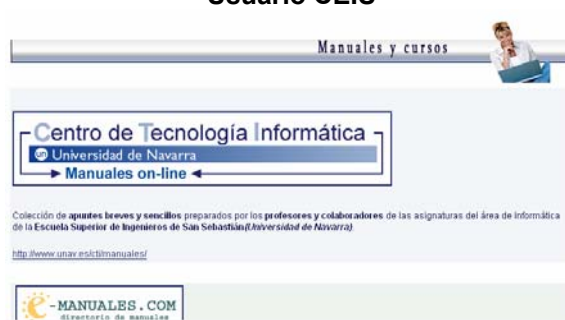 Usuario CEIS
Manuales y cursos
Centro de Tecnología Informática
un Universidad de Navarra
Manuales on-line
Colección de apuntes breves y sencillos preparados por los profesores y colaboradores de las asignaturas del área de Informática
de la Escuela Superior de Ingenieros de San Sebastián(Universidad de Navarra).
http://www.unav.es/cti/manuales/
e-MANUALES.COM
directorio de manuales